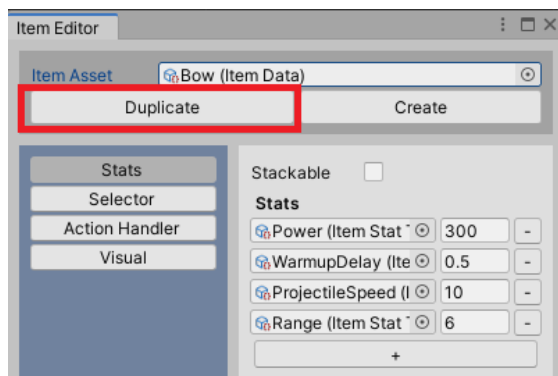 Item Editor
Item Asset Bow (Item Data)
Duplicate Create
Stats
Selector
Action Handler
Visual
Stackable
Stats
Power (Item Stat 300 -
WarmupDelay (Ite 0.5 -
ProjectileSpeed (I 10 -
Range (Item Stat 6 -
+